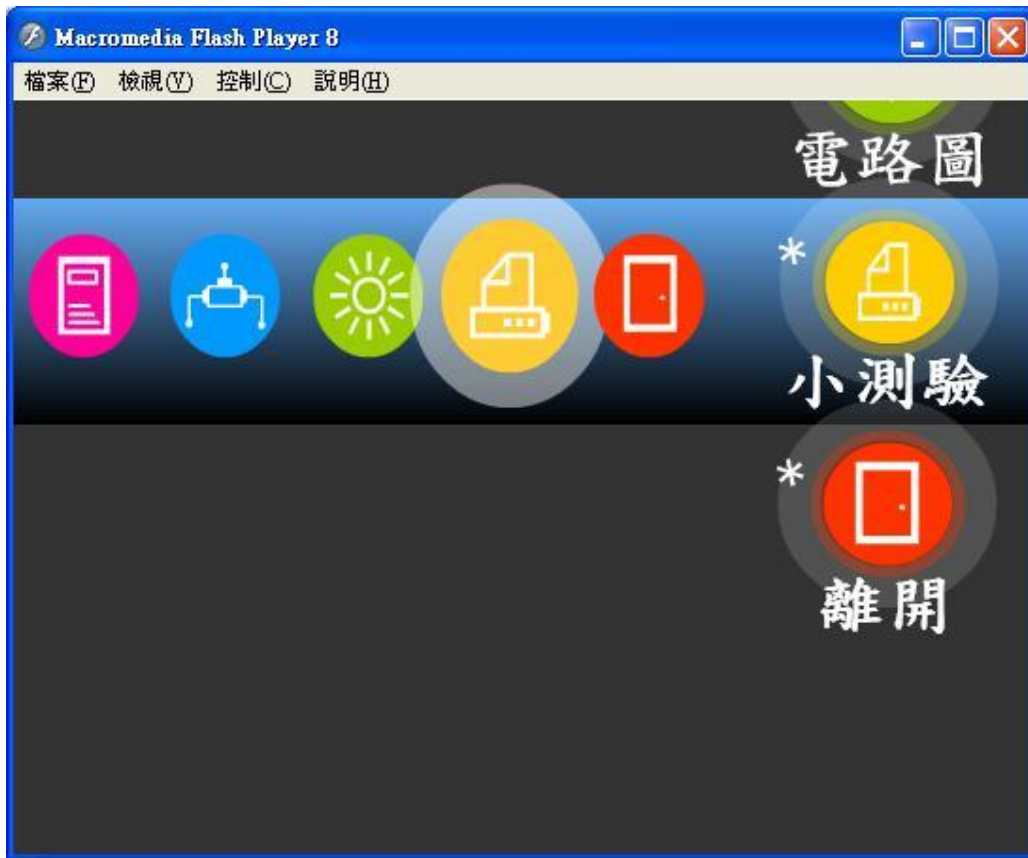 Macromedia Flash Player 8
檔案(F) 檢視(V) 控制(C) 說明(H)
電路圖
*
小測驗
*
離開